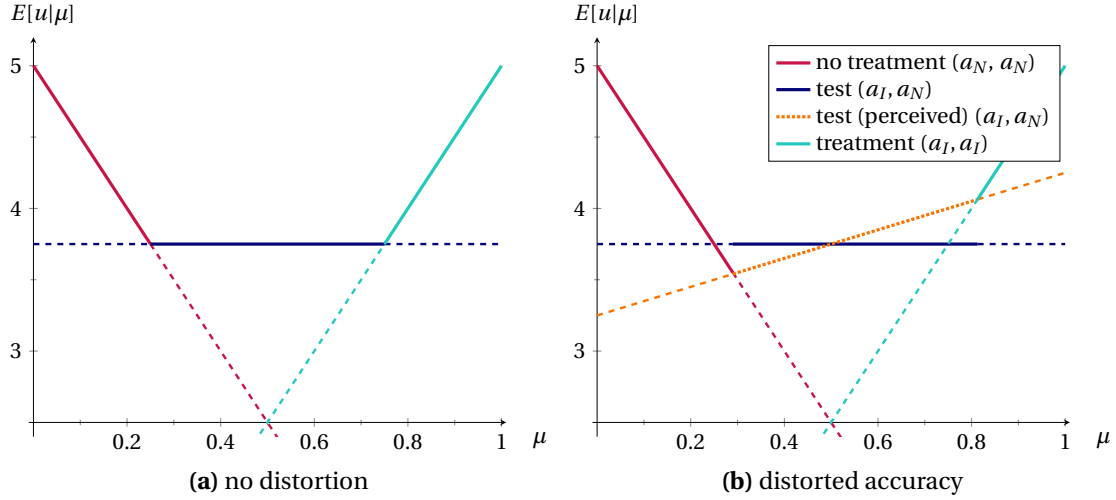 E[u|μ]
5
4
3
0.2 0.4 0.6 0.8 1 μ
(a) no distortion
E[u|μ]
5
4
3
no treatment (a_N, a_N)
test (a_I, a_N)
test (perceived) (a_I, a_N)
treatment (a_I, a_I)
0.2 0.4 0.6 0.8 1 μ
(b) distorted accuracy